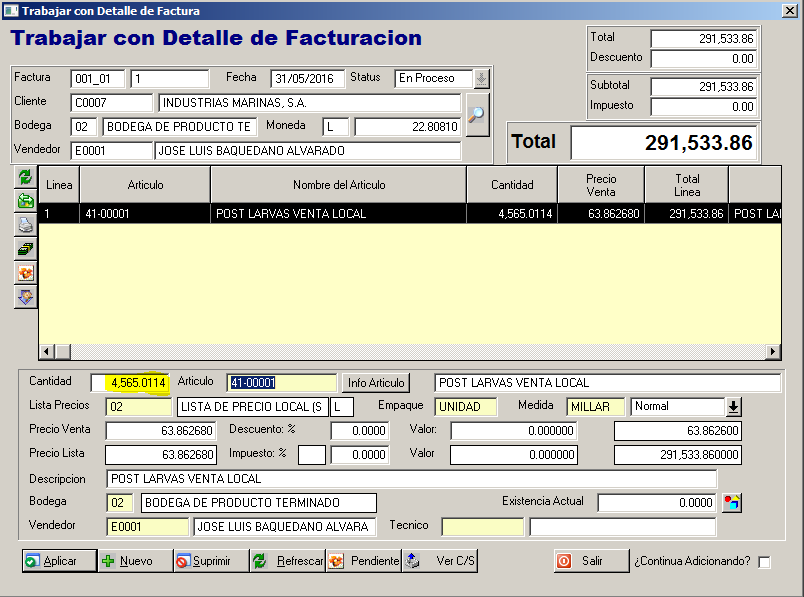 Trabajar con Detalle de Factura
Trabajar con Detalle de Facturacion
Total 291,533.86
Descuento 0.00
Subtotal 291,533.86
Impuesto 0.00
Total 291,533.86
Factura 001_01 1 Fecha 31/05/2016 Status En Proceso
Cliente C0007 INDUSTRIAS MARINAS, S.A.
Bodega 02 BODEGA DE PRODUCTO TE Moneda L 22.80810
Vendedor E0001 JOSE LUIS BAQUEDANO ALVARADO
Linea Articulo Nombre del Articulo Cantidad Precio Venta Total Linea
1 41-00001 POST LARVAS VENTA LOCAL 4,565.0114 63.862680 291,533.86 POST LAI
Cantidad 4,565.0114 Articulo 41-00001 Info Articulo POST LARVAS VENTA LOCAL
Lista Precios 02 LISTA DE PRECIO LOCAL (S L Empaque UNIDAD Medida MILLAR Normal
Precio Venta 63.862680 Descuento: % 0.0000 Valor: 0.000000 63.862600
Precio Lista 63.862680 Impuesto: % 0.0000 Valor 0.000000 291,533.860000
Descripcion POST LARVAS VENTA LOCAL
Bodega 02 BODEGA DE PRODUCTO TERMINADO Existencia Actual 0.0000
Vendedor E0001 JOSE LUIS BAQUEDANO ALVARA Tecnico
Aplicar Nuevo Suprimir Refrescar Pendiente Ver C/S Salir ¿Continua Adicionando?